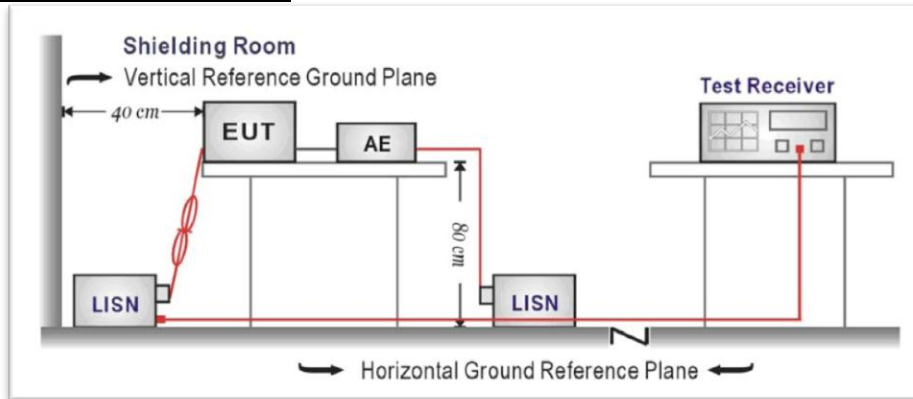 Shielding Room
Vertical Reference Ground Plane
40 cm
EUT
AE
Test Receiver
80 cm
LISN
LISN
Horizontal Ground Reference Plane